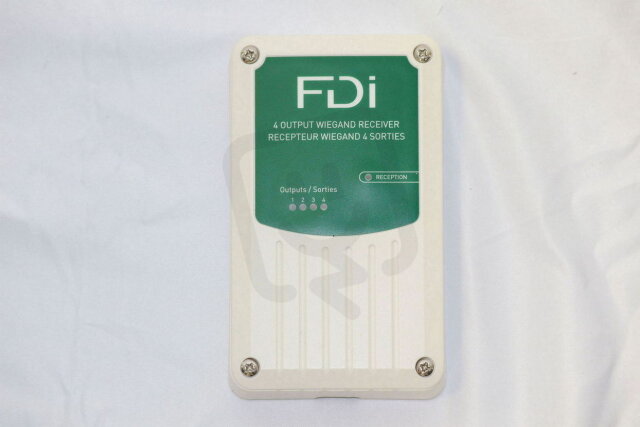 FDi
4 OUTPUT WIEGAND RECEIVER
RECEPTEUR WIEGAND 4 SORTIES
RECEPTION
Outputs / Sorties
1 2 3 4